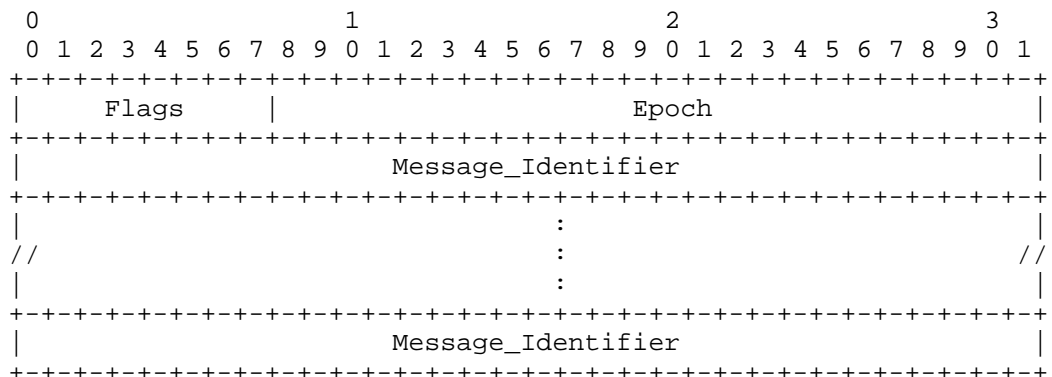 0                   1                   2                   3
 0 1 2 3 4 5 6 7 8 9 0 1 2 3 4 5 6 7 8 9 0 1 2 3 4 5 6 7 8 9 0 1
+-+-+-+-+-+-+-+-+-+-+-+-+-+-+-+-+-+-+-+-+-+-+-+-+-+-+-+-+-+-+-+-+
|     Flags     |                      Epoch                    |
+-+-+-+-+-+-+-+-+-+-+-+-+-+-+-+-+-+-+-+-+-+-+-+-+-+-+-+-+-+-+-+-+
|                       Message_Identifier                      |
+-+-+-+-+-+-+-+-+-+-+-+-+-+-+-+-+-+-+-+-+-+-+-+-+-+-+-+-+-+-+-+-+
|                                 :                             |
//                                :                            //
|                                 :                             |
+-+-+-+-+-+-+-+-+-+-+-+-+-+-+-+-+-+-+-+-+-+-+-+-+-+-+-+-+-+-+-+-+
|                       Message_Identifier                      |
+-+-+-+-+-+-+-+-+-+-+-+-+-+-+-+-+-+-+-+-+-+-+-+-+-+-+-+-+-+-+-+-+